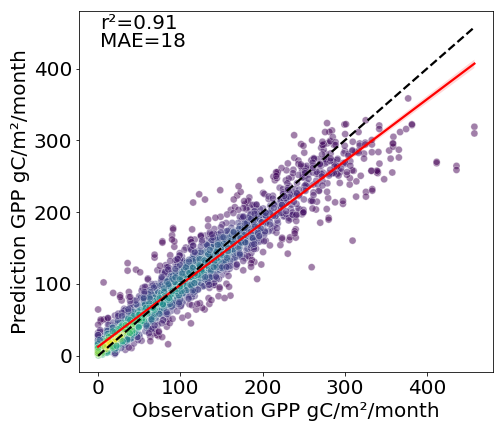 r²=0.91
MAE=18
Prediction GPP gC/m²/month
400
300
200
100
0
0 100 200 300 400
Observation GPP gC/m²/month